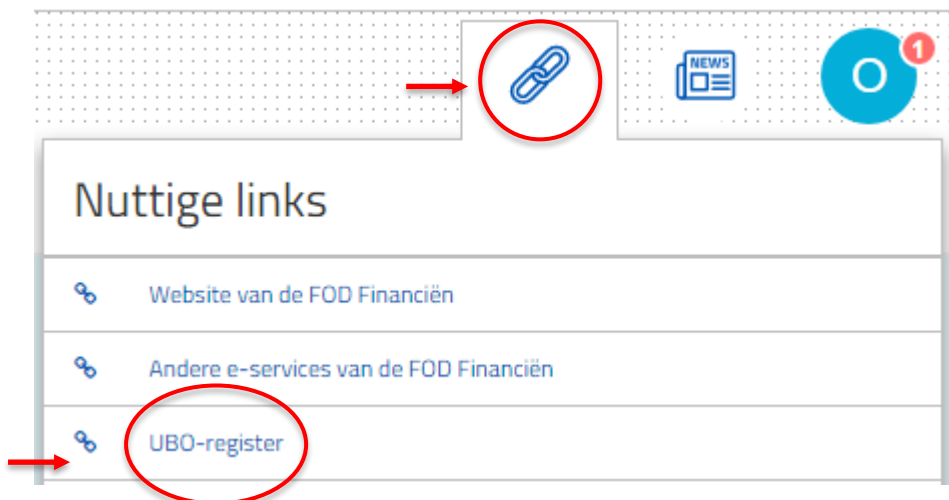 NEWS
O
1
Nuttige links
Website van de FOD Financiën
Andere e-services van de FOD Financiën
UBO-register